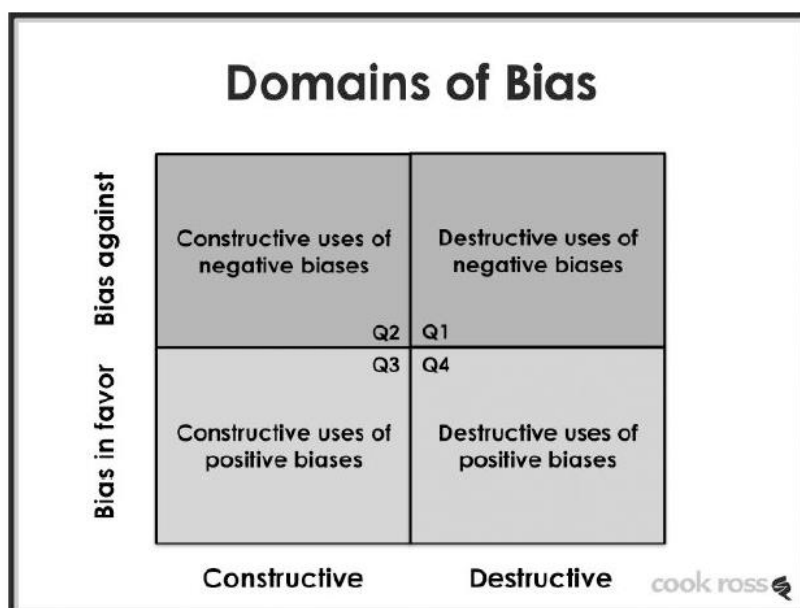 Domains of Bias
Bias against
Constructive uses of
negative biases
Q2
Destructive uses of
negative biases
Q1
Bias in favor
Q3
Constructive uses of
positive biases
Q4
Destructive uses of
positive biases
Constructive
Destructive
cook ross